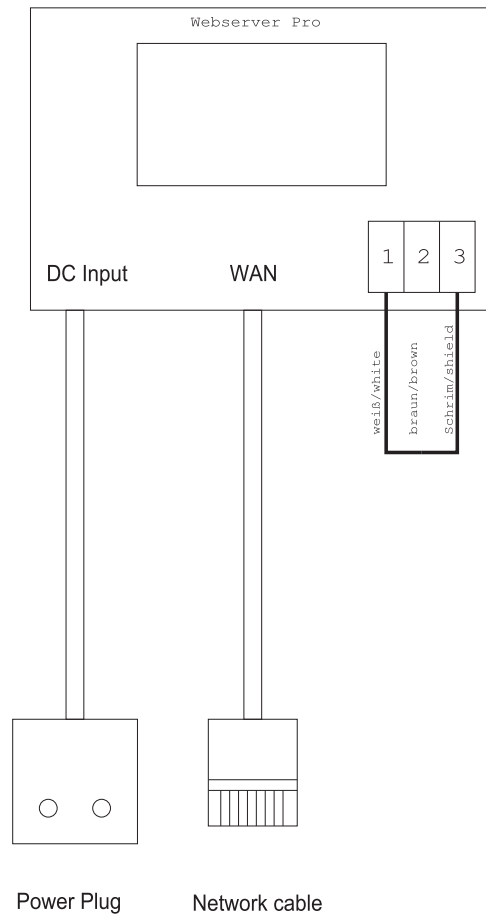 Webserver Pro
DC Input
WAN
1 2 3
weiß/white
braun/brown
Schrim/shield
Power Plug
Network cable